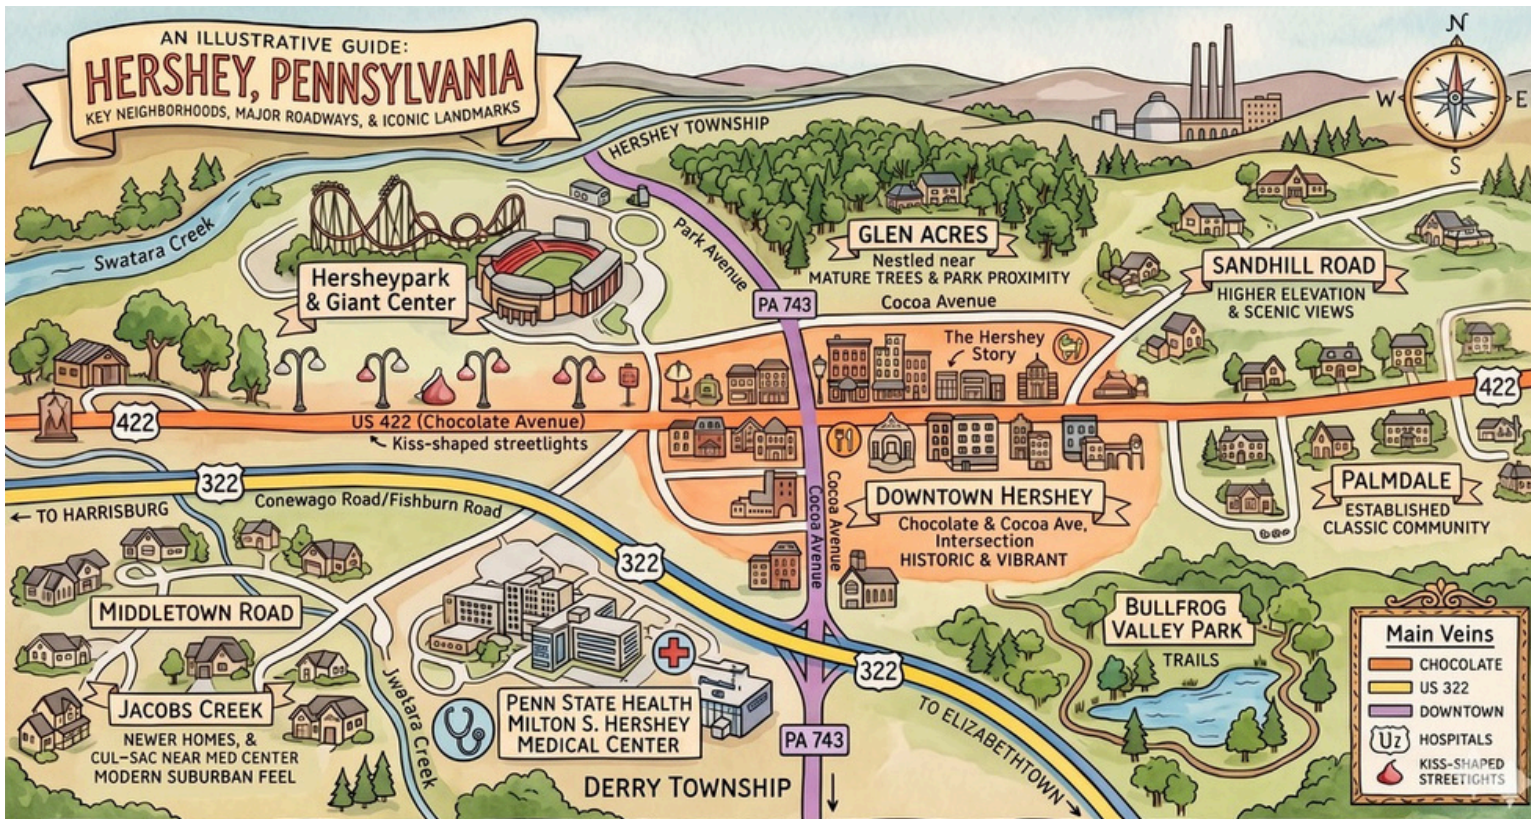 AN ILLUSTRATIVE GUIDE:
HERSHEY, PENNSYLVANIA
KEY NEIGHBORHOODS, MAJOR ROADWAYS, & ICONIC LANDMARKS
N
W
E
S
HERSHEY TOWNSHIP
Swatara Creek
Park Avenue
Hersheypark
& Giant Center
GLEN ACRES
Nestled near
MATURE TREES & PARK PROXIMITY
SANDHILL ROAD
HIGHER ELEVATION
& SCENIC VIEWS
PA 743
Cocoa Avenue
The Hershey
Story
422
US 422 (Chocolate Avenue)
Kiss-shaped streetlights
422
322
Conewago Road/Fishburn Road
← TO HARRISBURG
Cocoa Avenue
Cocoa Avenue
DOWNTOWN HERSHEY
Chocolate & Cocoa Ave,
Intersection
HISTORIC & VIBRANT
PALMDALE
ESTABLISHED
CLASSIC COMMUNITY
322
MIDDLETOWN ROAD
JACOBS CREEK
NEWER HOMES, &
CUL-SAC NEAR MED CENTER
MODERN SUBURBAN FEEL
Jwatara Creek
PENN STATE HEALTH
MILTON S. HERSHEY
MEDICAL CENTER
322
PA 743
DERRY TOWNSHIP
TO ELIZABETHTOWN
BULLFROG
VALLEY PARK
TRAILS
Main Veins
CHOCOLATE
US 322
DOWNTOWN
Uz HOSPITALS
KISS-SHAPED
STREETIGHTS